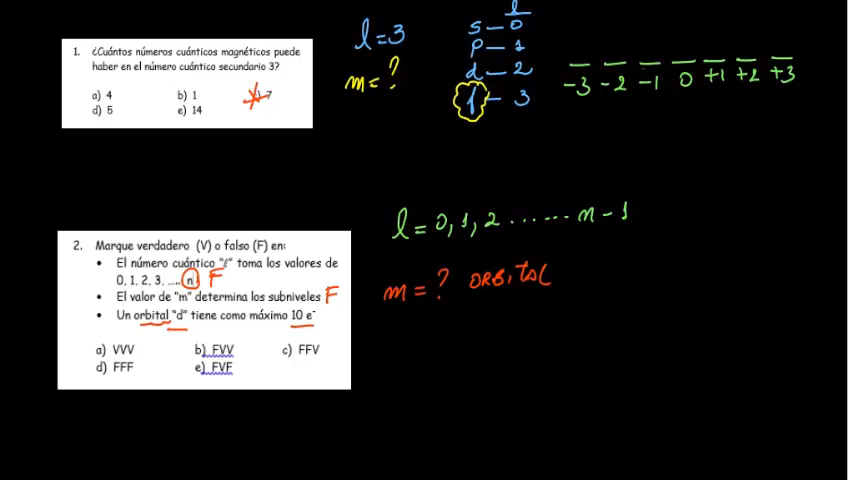 1. ¿Cuántos números cuánticos magnéticos puede
haber en el número cuántico secundario 3?
a) 4 b) 1 c) 7
d) 5 e) 14
l = 3
m = ?
l
s - 0
p - 1
d - 2
f - 3
-3 -2 -1 0 +1 +2 +3
2. Marque verdadero (V) o falso (F) en:
• El número cuántico "ℓ" toma los valores de
0, 1, 2, 3, ….. n F
• El valor de "m" determina los subniveles F
• Un orbital "d" tiene como máximo 10 e⁻
a) VVV b) FVV c) FFV
d) FFF e) FVF
l = 0, 1, 2 ....... n - 1
m = ? ORBITAL